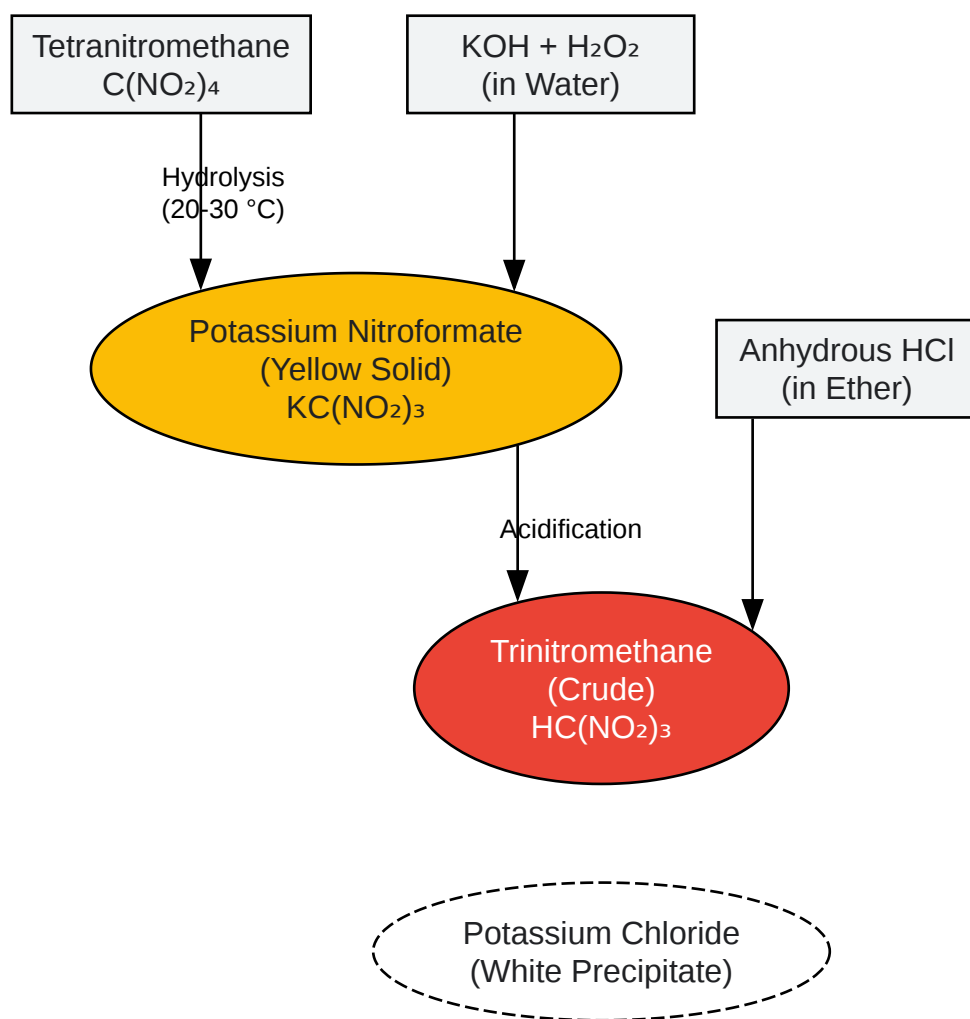 Tetranitromethane
C(NO₂)₄
KOH + H₂O₂
(in Water)
Hydrolysis
(20-30 °C)
Potassium Nitroformate
(Yellow Solid)
KC(NO₂)₃
Anhydrous HCl
(in Ether)
Acidification
Trinitromethane
(Crude)
HC(NO₂)₃
Potassium Chloride
(White Precipitate)